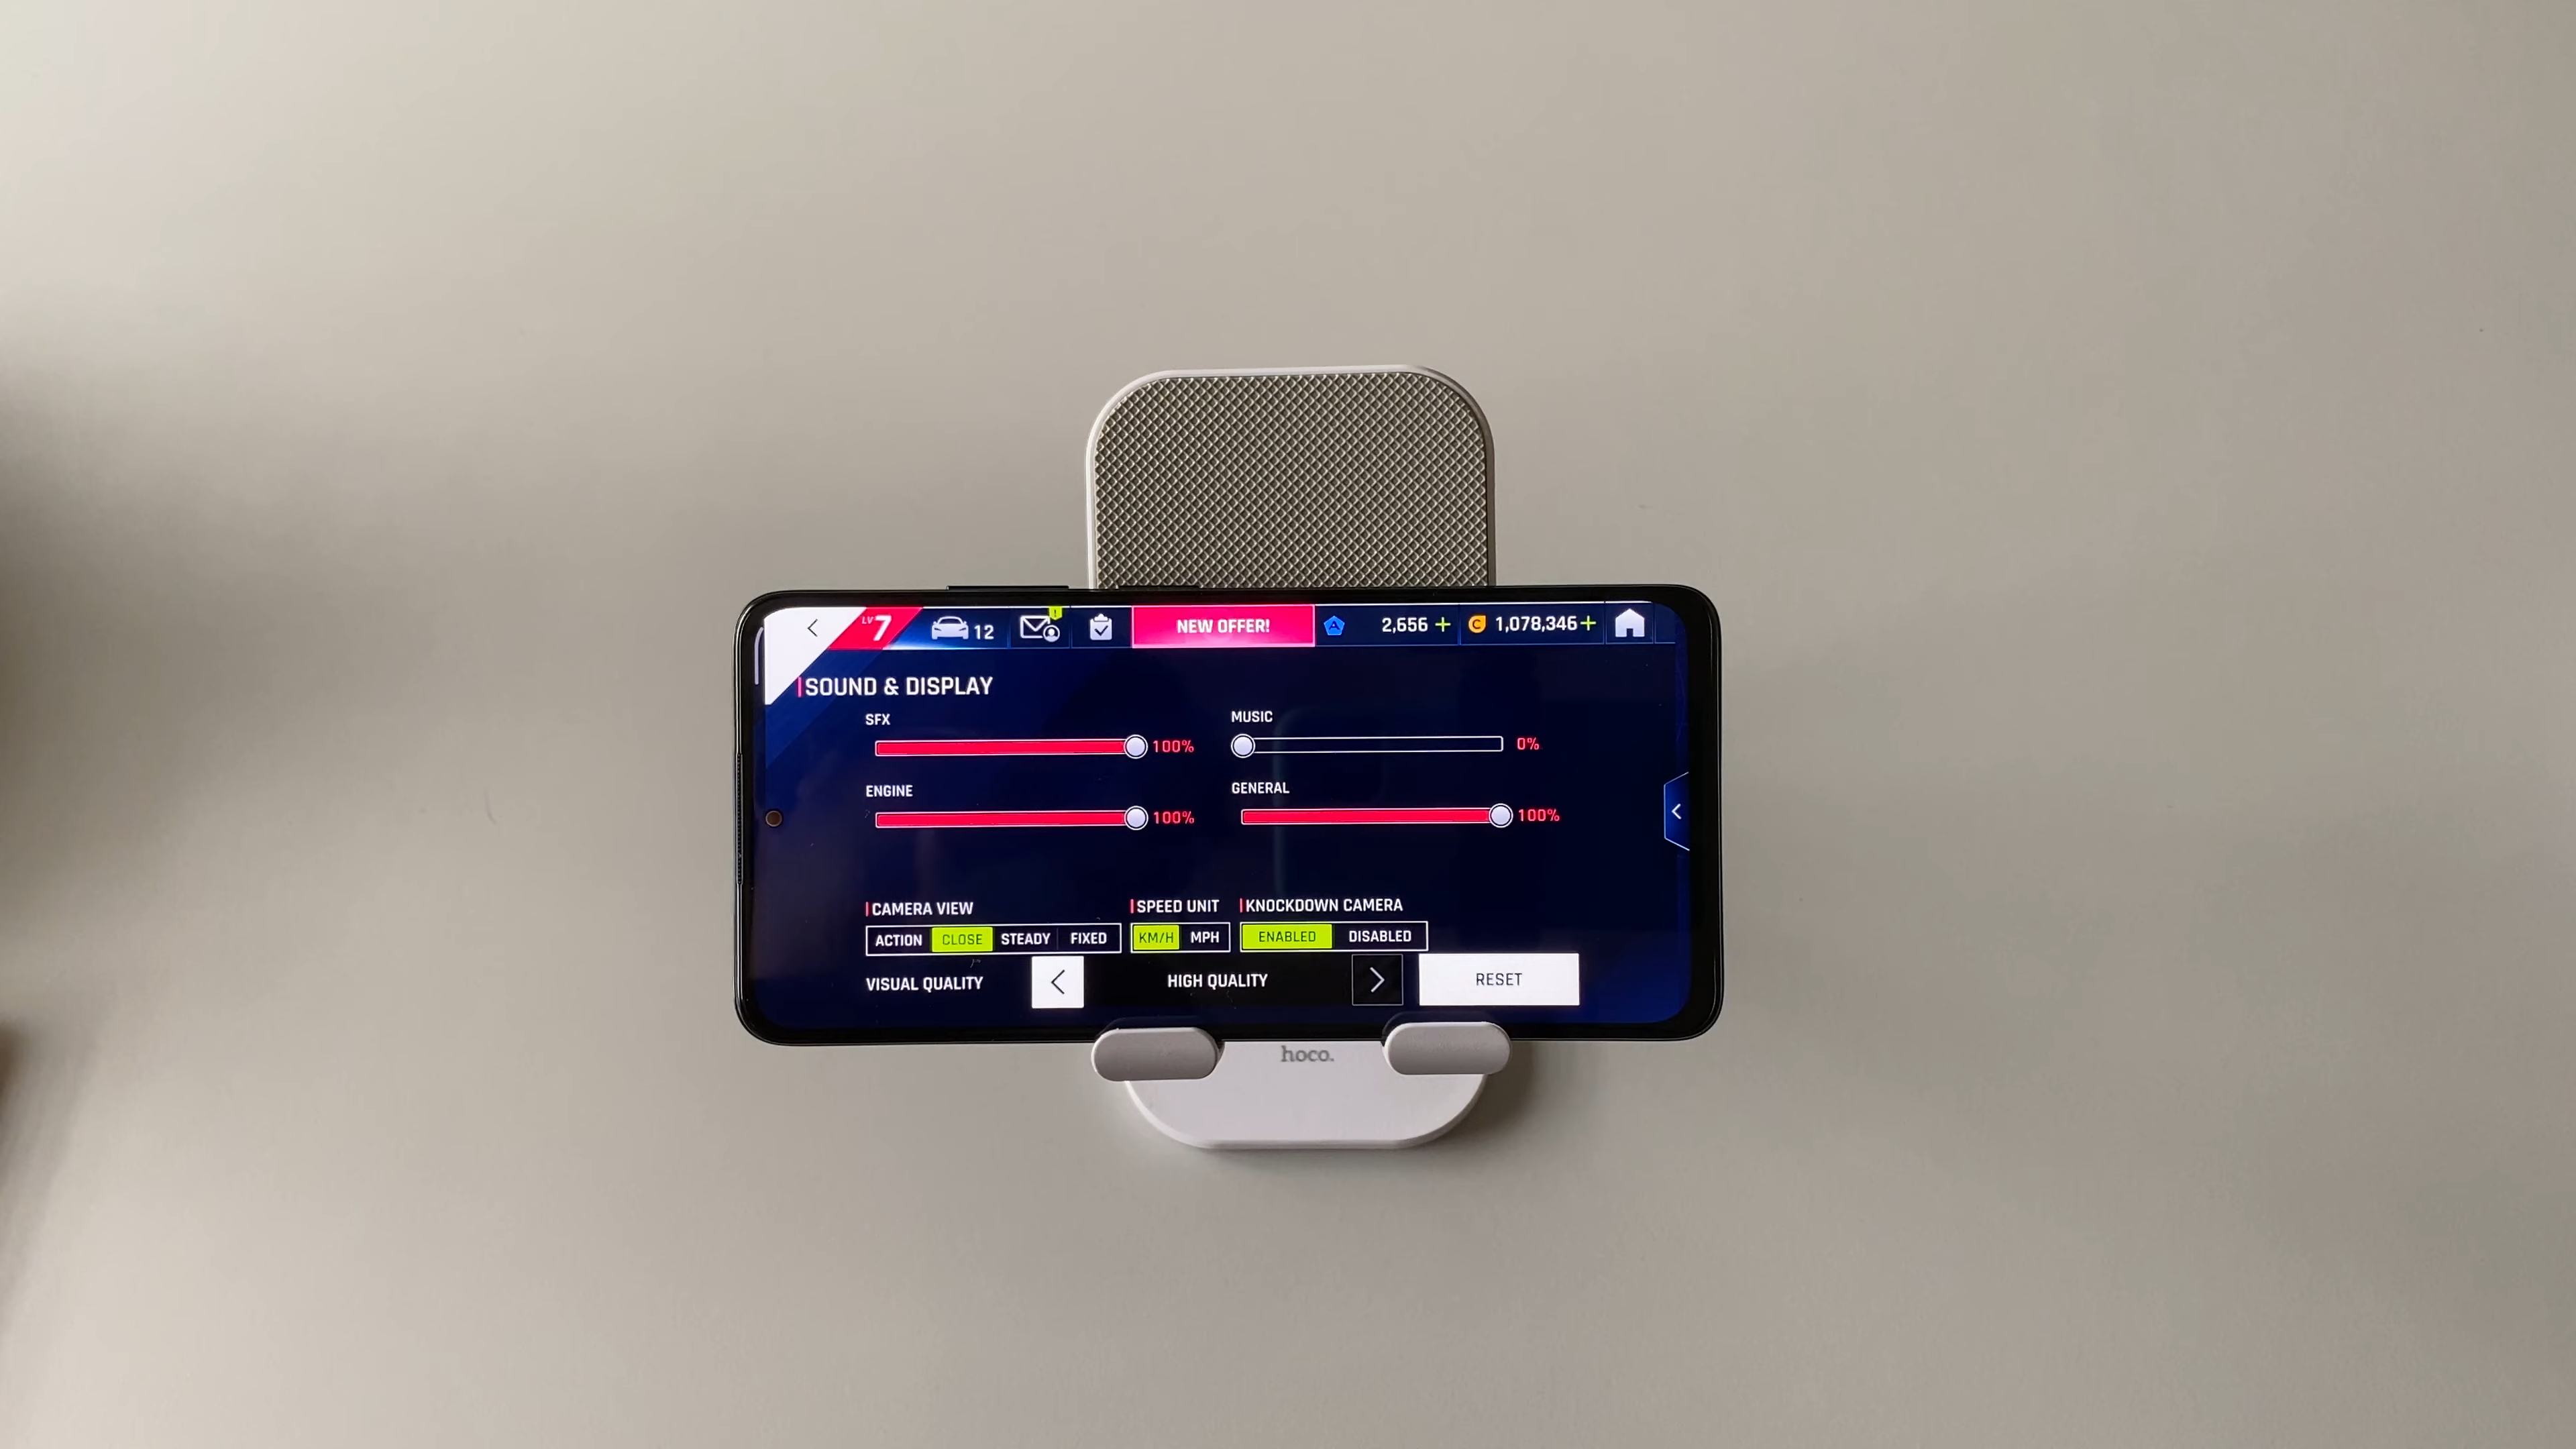 LV 7 12 NEW OFFER! 2,656 + 1,078,346 +
SOUND & DISPLAY
SFX
100%
MUSIC
0%
ENGINE
100%
GENERAL
100%
CAMERA VIEW
ACTION CLOSE STEADY FIXED
SPEED UNIT
KM/H MPH
KNOCKDOWN CAMERA
ENABLED DISABLED
VISUAL QUALITY < HIGH QUALITY > RESET
hoco.